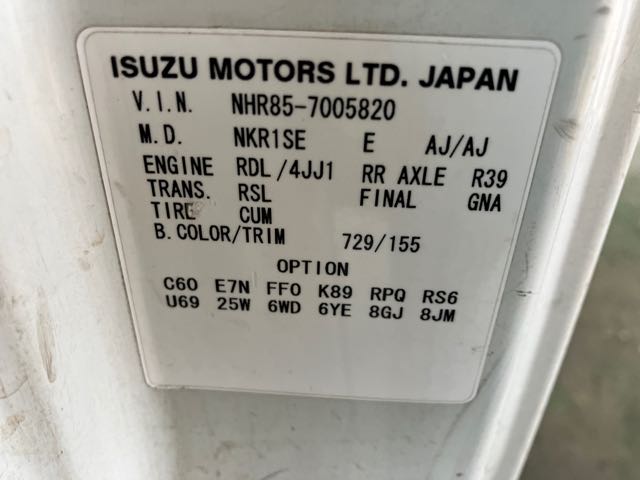 ISUZU MOTORS LTD. JAPAN
V.I.N. NHR85-7005820
M.D. NKR1SE E AJ/AJ
ENGINE RDL/4JJ1 RR AXLE R39
TRANS. RSL FINAL GNA
TIRE CUM
B.COLOR/TRIM 729/155
OPTION
C60 E7N FF0 K89 RPQ RS6
U69 25W 6WD 6YE 8GJ 8JM